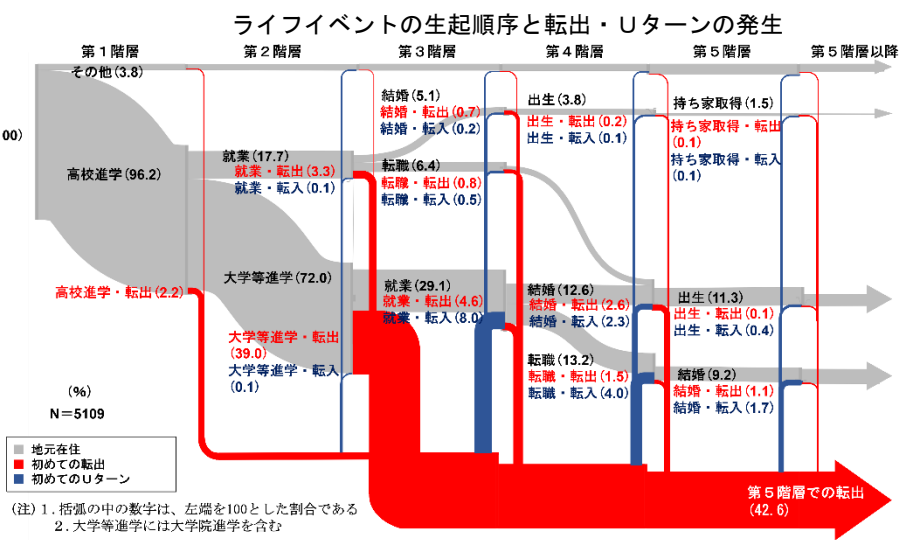 ライフイベントの生起順序と転出・Uターンの発生
第1階層
第2階層
第3階層
第4階層
第5階層
第5階層以降
その他(3.8)
00)
高校進学(96.2)
高校進学・転出(2.2)
就業(17.7)
就業・転出(3.3)
就業・転入(0.1)
大学等進学(72.0)
大学等進学・転出
(39.0)
大学等進学・転入
(0.1)
結婚(5.1)
結婚・転出(0.7)
結婚・転入(0.2)
転職(6.4)
転職・転出(0.8)
転職・転入(0.5)
就業(29.1)
就業・転出(4.6)
就業・転入(8.0)
出生(3.8)
出生・転出(0.2)
出生・転入(0.1)
結婚(12.6)
結婚・転出(2.6)
結婚・転入(2.3)
転職(13.2)
転職・転出(1.5)
転職・転入(4.0)
持ち家取得(1.5)
持ち家取得・転出
(0.1)
持ち家取得・転入
(0.1)
出生(11.3)
出生・転出(0.1)
出生・転入(0.4)
結婚(9.2)
結婚・転出(1.1)
結婚・転入(1.7)
第5階層での転出
(42.6)
(%)
N=5109
地元在住
初めての転出
初めてのUターン
(注)1.括弧の中の数字は、左端を100とした割合である
2.大学等進学には大学院進学を含む